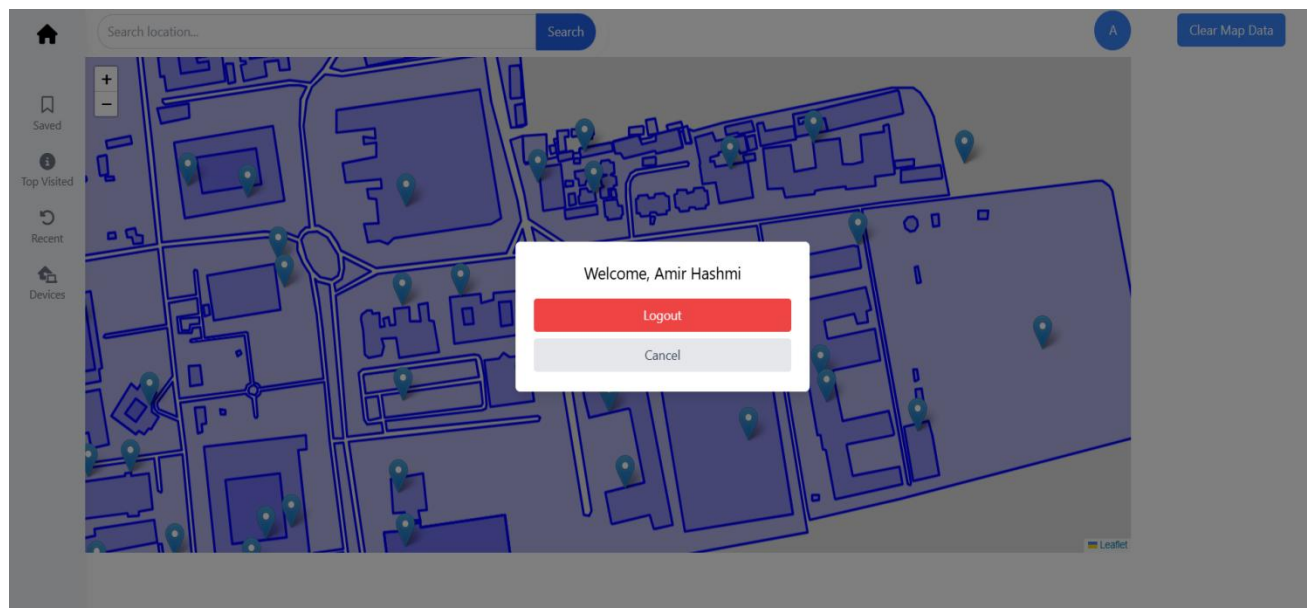 Search location...
Search
A
Clear Map Data
+
−
Saved
Top Visited
Recent
Devices
Welcome, Amir Hashmi
Logout
Cancel
Leaflet